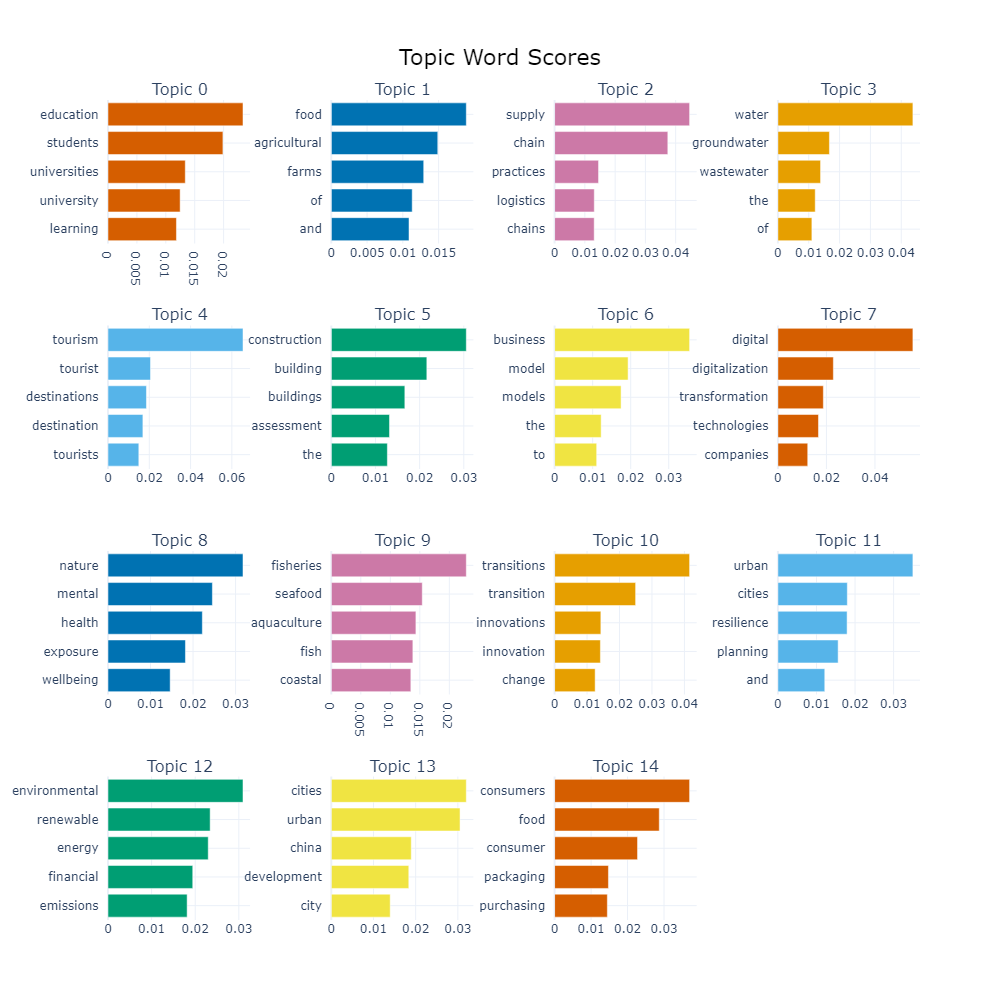 Topic Word Scores
Topic 0
education
students
universities
university
learning
0
0.005
0.01
0.015
0.02
Topic 1
food
agricultural
farms
of
and
0 0.005 0.01 0.015
Topic 2
supply
chain
practices
logistics
chains
0 0.01 0.02 0.03 0.04
Topic 3
water
groundwater
wastewater
the
of
0 0.01 0.02 0.03 0.04
Topic 4
tourism
tourist
destinations
destination
tourists
0 0.02 0.04 0.06
Topic 5
construction
building
buildings
assessment
the
0 0.01 0.02 0.03
Topic 6
business
model
models
the
to
0 0.01 0.02 0.03
Topic 7
digital
digitalization
transformation
technologies
companies
0 0.02 0.04
Topic 8
nature
mental
health
exposure
wellbeing
0 0.01 0.02 0.03
Topic 9
fisheries
seafood
aquaculture
fish
coastal
0
0.005
0.01
0.015
0.02
Topic 10
transitions
transition
innovations
innovation
change
0 0.01 0.02 0.03 0.04
Topic 11
urban
cities
resilience
planning
and
0 0.01 0.02 0.03
Topic 12
environmental
renewable
energy
financial
emissions
0 0.01 0.02 0.03
Topic 13
cities
urban
china
development
city
0 0.01 0.02 0.03
Topic 14
consumers
food
consumer
packaging
purchasing
0 0.01 0.02 0.03